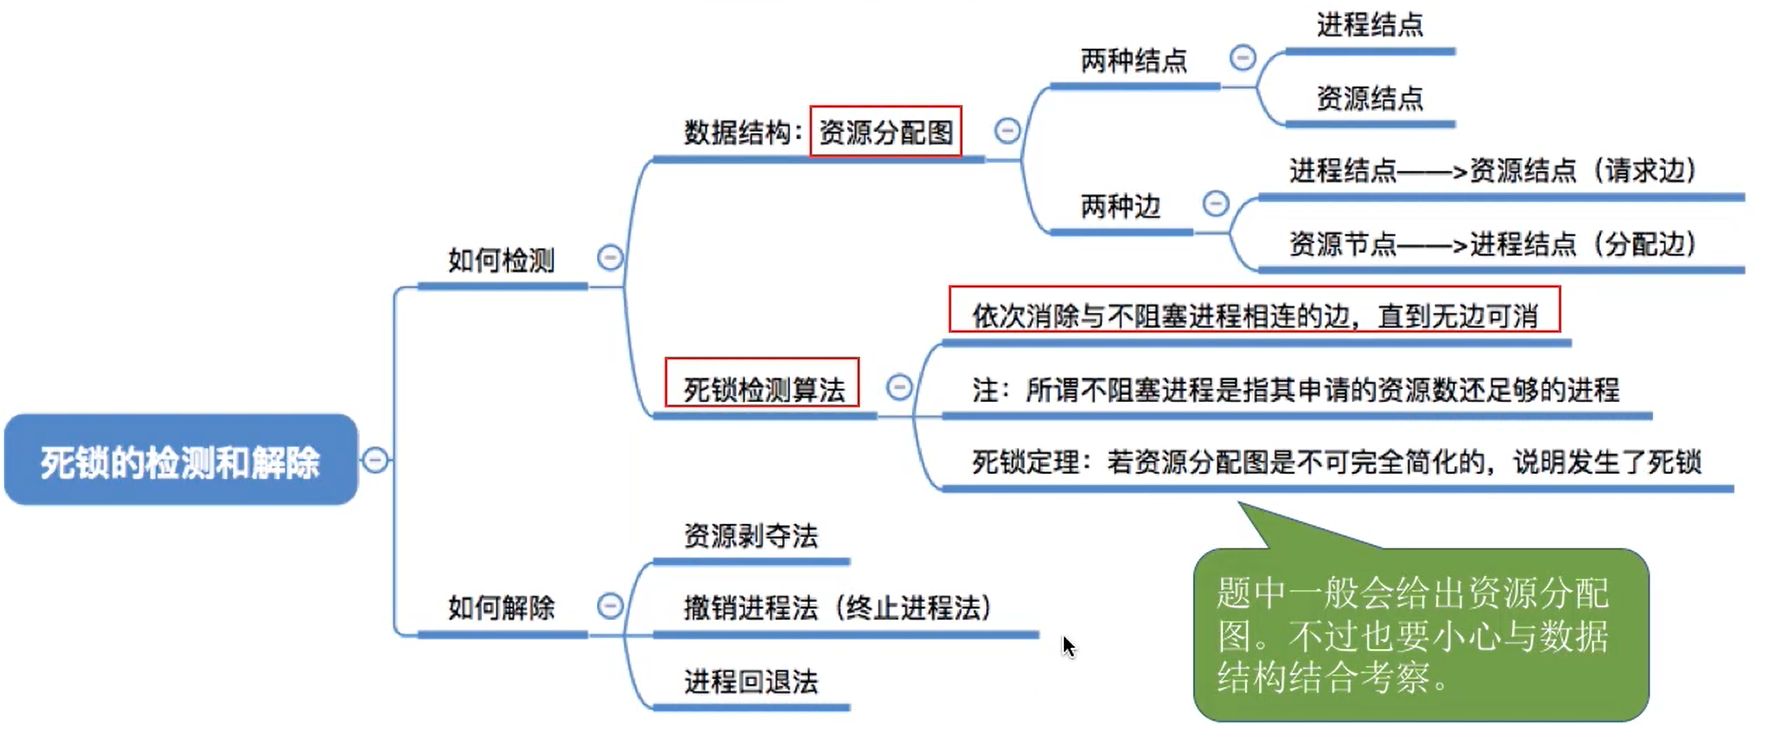 死锁的检测和解除
如何检测
数据结构：资源分配图
两种结点
进程结点
资源结点
两种边
进程结点——>资源结点（请求边）
资源节点——>进程结点（分配边）
死锁检测算法
依次消除与不阻塞进程相连的边，直到无边可消
注：所谓不阻塞进程是指其申请的资源数还足够的进程
死锁定理：若资源分配图是不可完全简化的，说明发生了死锁
题中一般会给出资源分配
图。不过也要小心与数据
结构结合考察。
如何解除
资源剥夺法
撤销进程法（终止进程法）
进程回退法